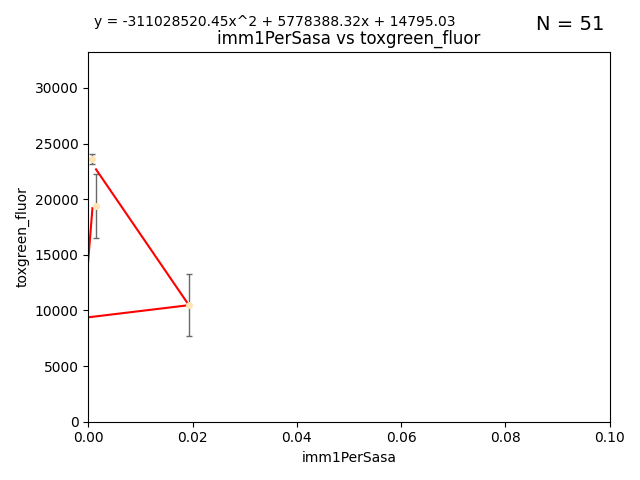 y = -311028520.45x^2 + 5778388.32x + 14795.03
N = 51
imm1PerSasa vs toxgreen_fluor
30000
25000
20000
15000
10000
5000
0
toxgreen_fluor
0.00 0.02 0.04 0.06 0.08 0.10
imm1PerSasa